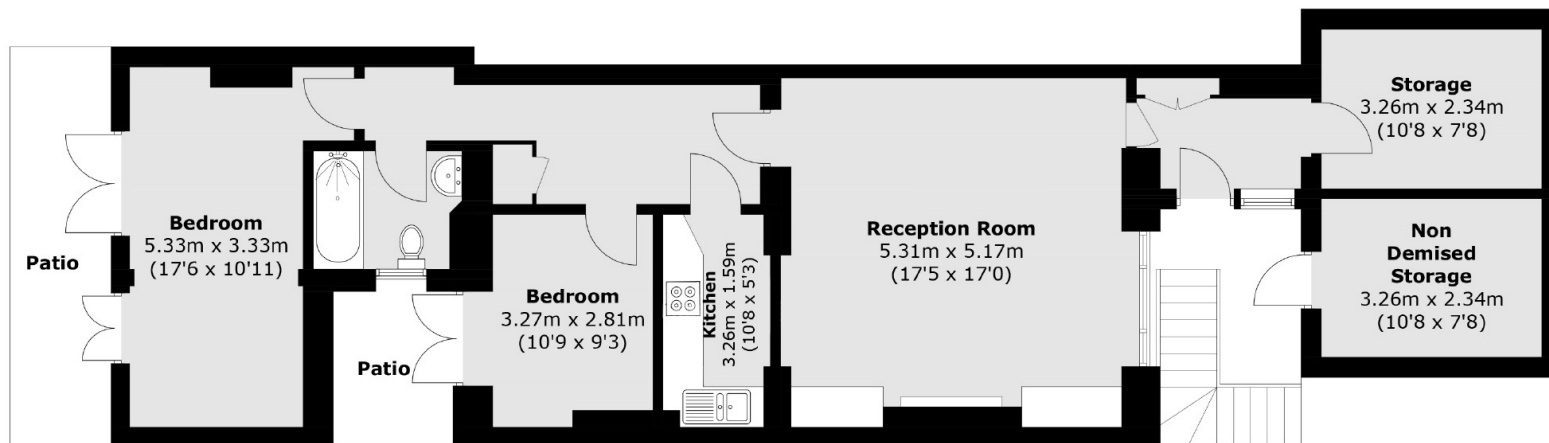 Patio
Bedroom
5.33m x 3.33m
(17'6 x 10'11)
Patio
Bedroom
3.27m x 2.81m
(10'9 x 9'3)
Kitchen
3.26m x 1.59m
(10'8 x 5'3)
Reception Room
5.31m x 5.17m
(17'5 x 17'0)
Storage
3.26m x 2.34m
(10'8 x 7'8)
Non
Demised
Storage
3.26m x 2.34m
(10'8 x 7'8)